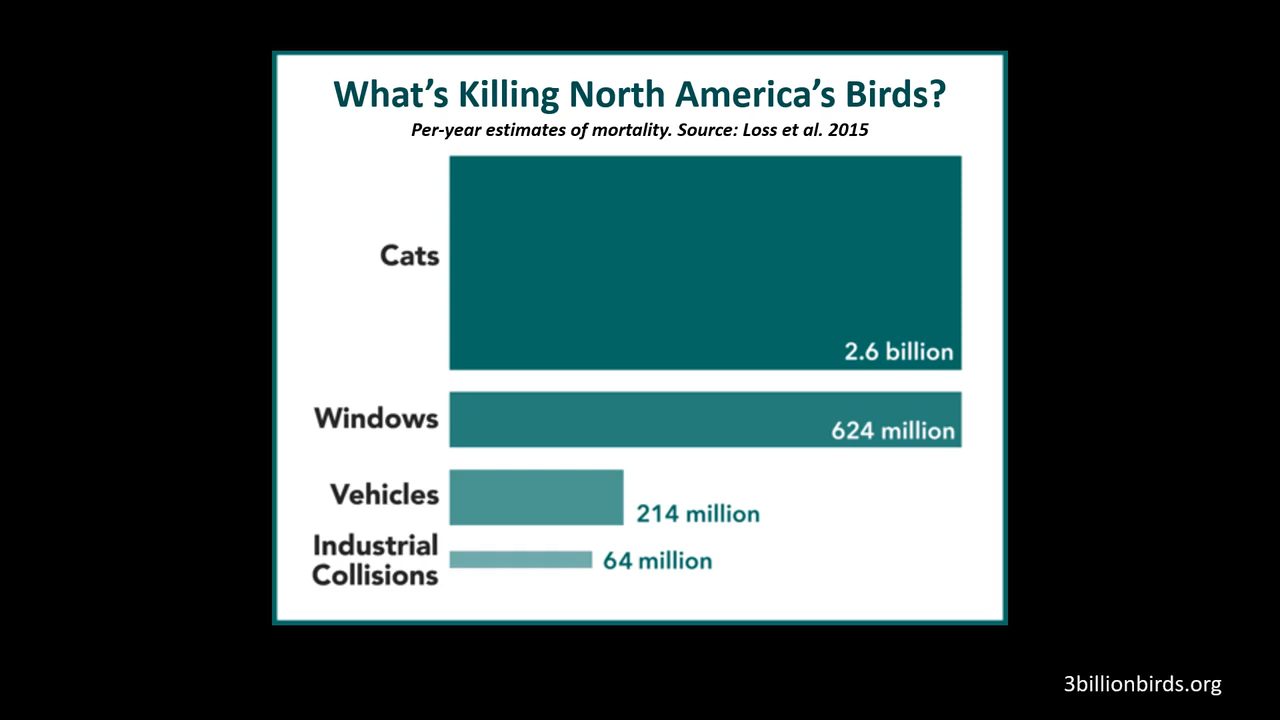 What’s Killing North America’s Birds?
Per-year estimates of mortality. Source: Loss et al. 2015
Cats
2.6 billion
Windows
624 million
Vehicles
214 million
Industrial
Collisions
64 million
3billionbirds.org